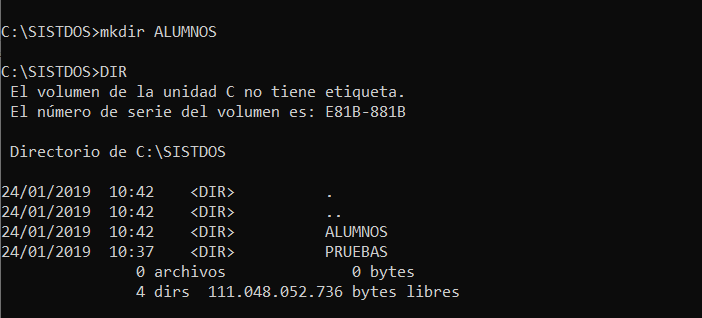 C:\SISTDOS>mkdir ALUMNOS
C:\SISTDOS>DIR
El volumen de la unidad C no tiene etiqueta.
El número de serie del volumen es: E81B-881B
Directorio de C:\SISTDOS
24/01/2019  10:42    <DIR>          .
24/01/2019  10:42    <DIR>          ..
24/01/2019  10:42    <DIR>          ALUMNOS
24/01/2019  10:37    <DIR>          PRUEBAS
0 archivos              0 bytes
4 dirs  111.048.052.736 bytes libres